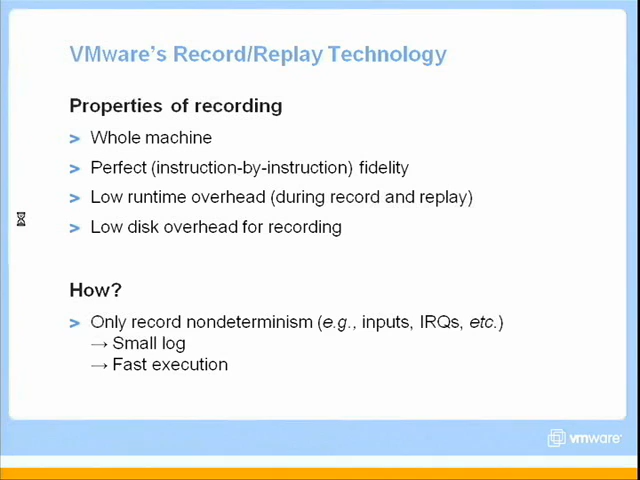 VMware's Record/Replay Technology
Properties of recording
> Whole machine
> Perfect (instruction-by-instruction) fidelity
> Low runtime overhead (during record and replay)
> Low disk overhead for recording
How?
> Only record nondeterminism (e.g., inputs, IRQs, etc.)
→ Small log
→ Fast execution
vmware